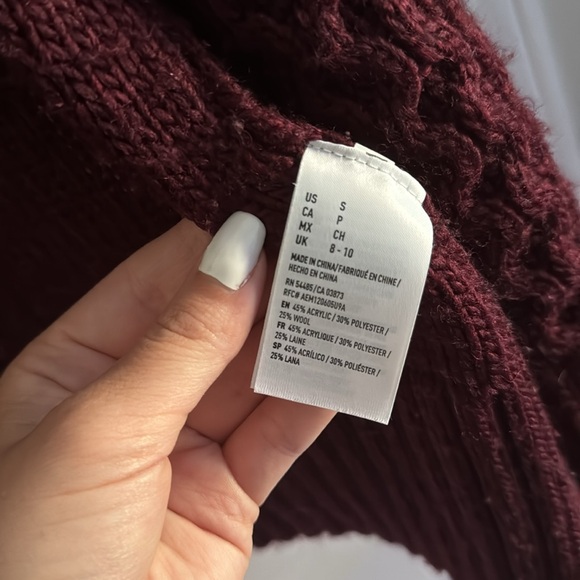 US S
CA P
MX CH
UK 8 - 10
MADE IN CHINA/FABRIQUÉ EN CHINE/
HECHO EN CHINA
RN 54485/CA 03873
RFC# AEM120605U9A
EN 45% ACRYLIC / 30% POLYESTER /
25% WOOL
FR 45% ACRYLIQUE / 30% POLYESTER /
25% LAINE
SP 45% ACRÍLICO / 30% POLIÉSTER /
25% LANA